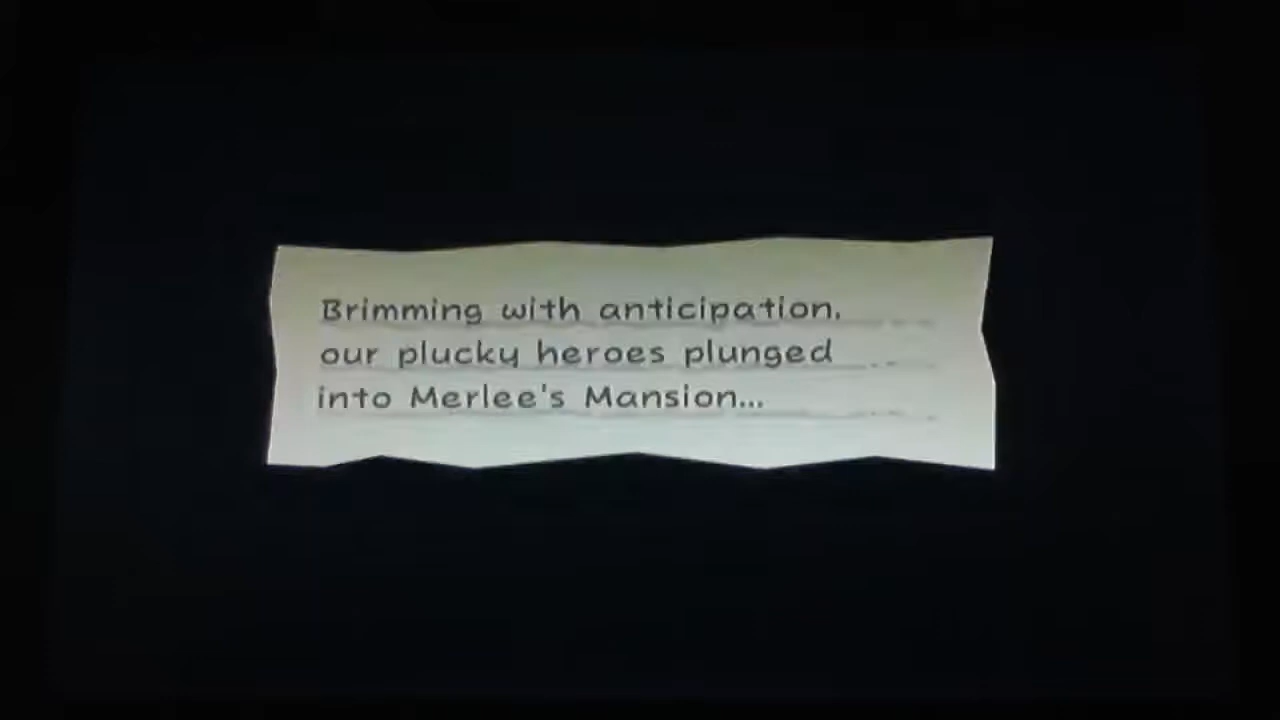 Brimming with anticipation,
our plucky heroes plunged
into Merlee's Mansion...